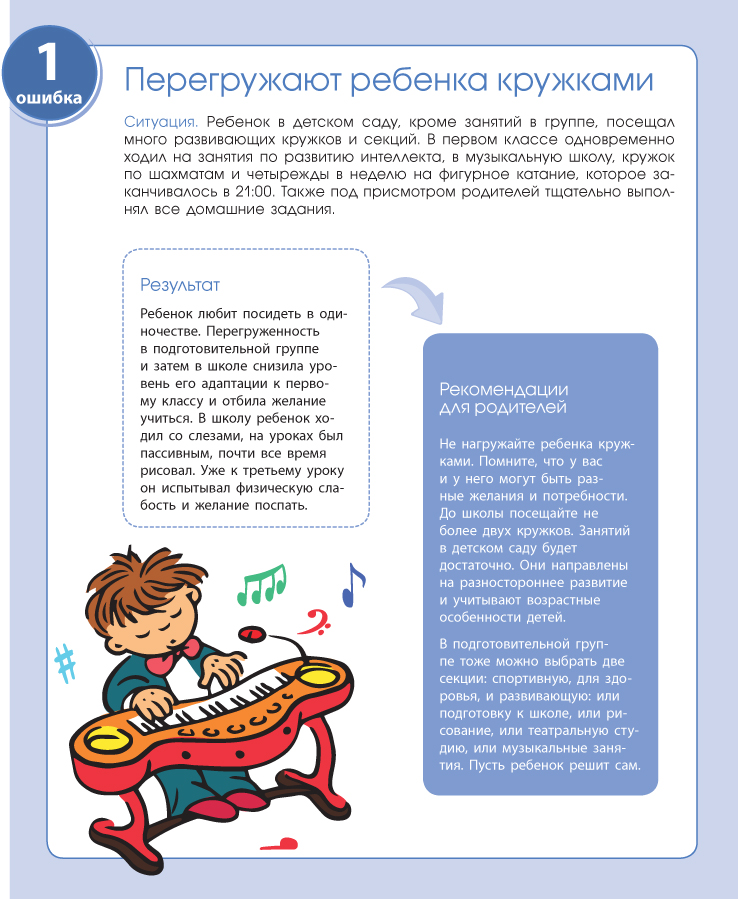 1
ошибка
Перегружают ребенка кружками
Ситуация. Ребенок в детском саду, кроме занятий в группе, посещал
много развивающих кружков и секций. В первом классе одновременно
ходил на занятия по развитию интеллекта, в музыкальную школу, кружок
по шахматам и четырежды в неделю на фигурное катание, которое за-
канчивалось в 21:00. Также под присмотром родителей тщательно выпол-
нял все домашние задания.
Результат
Ребенок любит посидеть в оди-
ночестве. Перегруженность
в подготовительной группе
и затем в школе снизила уро-
вень его адаптации к перво-
му классу и отбила желание
учиться. В школу ребенок хо-
дил со слезами, на уроках был
пассивным, почти все время
рисовал. Уже к третьему уроку
он испытывал физическую сла-
бость и желание поспать.
Рекомендации
для родителей
Не нагружайте ребенка круж-
ками. Помните, что у вас
и у него могут быть раз-
ные желания и потребности.
До школы посещайте не
более двух кружков. Занятий
в детском саду будет
достаточно. Они направлены
на разностороннее развитие
и учитывают возрастные
особенности детей.
В подготовительной груп-
пе тоже можно выбрать две
секции: спортивную, для здо-
ровья, и развивающую: или
подготовку к школе, или ри-
сование, или театральную сту-
дию, или музыкальные заня-
тия. Пусть ребенок решит сам.